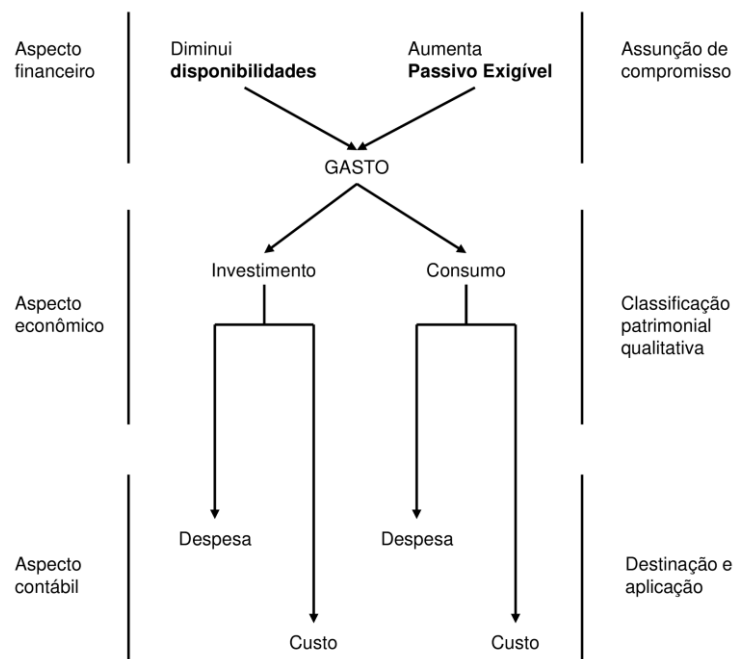 Aspecto
financeiro
Diminui
disponibilidades
Aumenta
Passivo Exigível
Assunção de
compromisso
GASTO
Investimento
Consumo
Aspecto
econômico
Classificação
patrimonial
qualitativa
Despesa
Despesa
Aspecto
contábil
Destinação e
aplicação
Custo
Custo